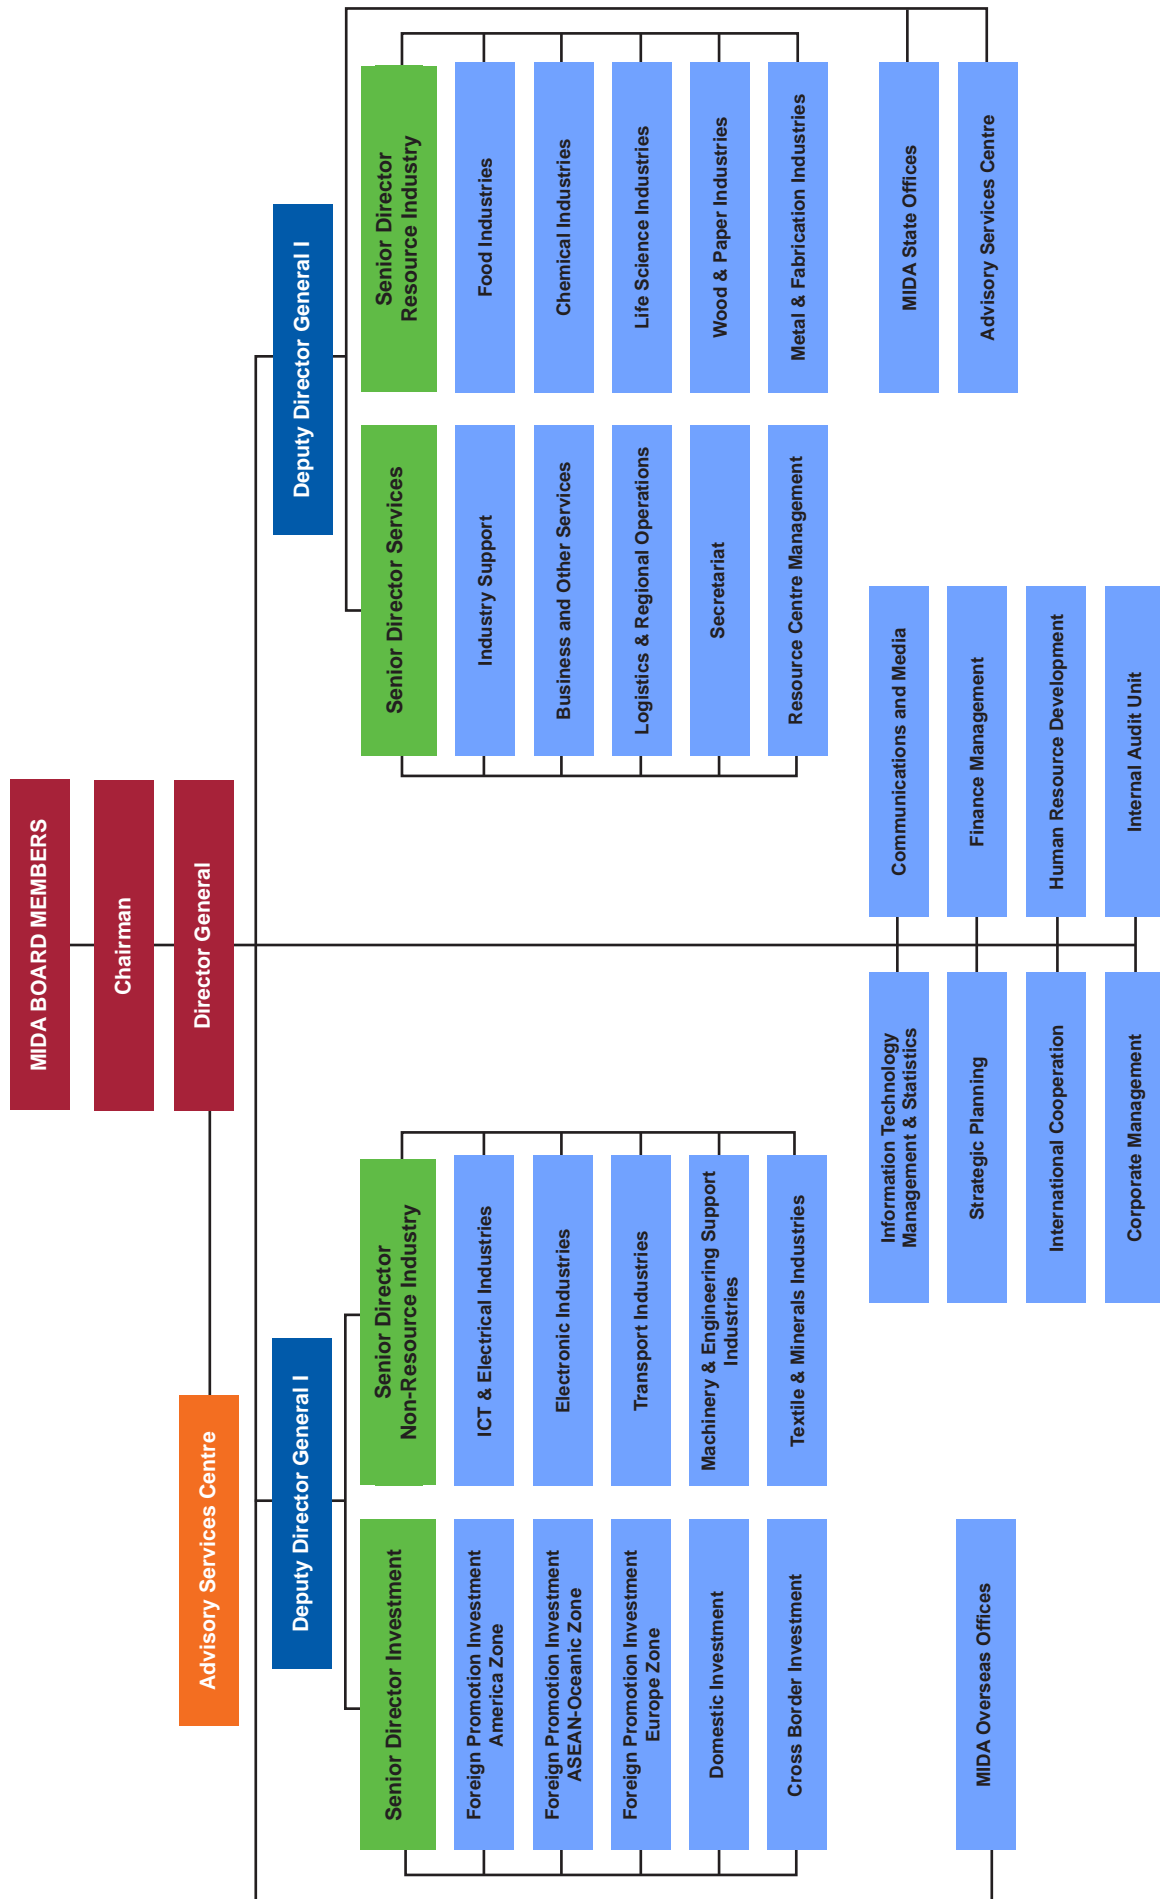 MIDA BOARD MEMBERS
Chairman
Director General
Advisory Services Centre
Deputy Director General I
Deputy Director General I
Senior Director Investment
Foreign Promotion Investment
America Zone
Foreign Promotion Investment
ASEAN-Oceanic Zone
Foreign Promotion Investment
Europe Zone
Domestic Investment
Cross Border Investment
MIDA Overseas Offices
Senior Director
Non-Resource Industry
ICT & Electrical Industries
Electronic Industries
Transport Industries
Machinery & Engineering Support
Industries
Textile & Minerals Industries
Information Technology
Management & Statistics
Strategic Planning
International Cooperation
Corporate Management
Communications and Media
Finance Management
Human Resource Development
Internal Audit Unit
Senior Director Services
Industry Support
Business and Other Services
Logistics & Regional Operations
Secretariat
Resource Centre Management
Senior Director
Resource Industry
Food Industries
Chemical Industries
Life Science Industries
Wood & Paper Industries
Metal & Fabrication Industries
MIDA State Offices
Advisory Services Centre